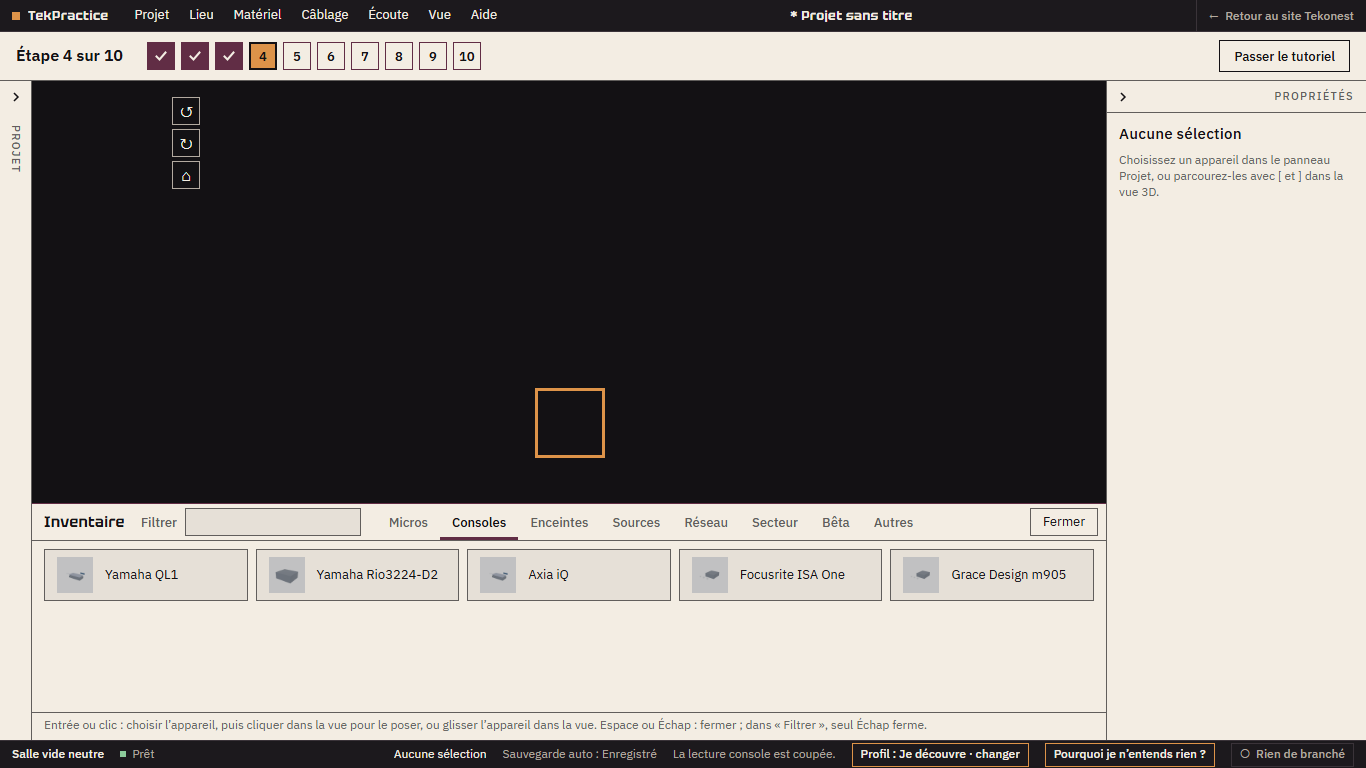 TekPractice Projet Lieu Matériel Câblage Écoute Vue Aide * Projet sans titre ← Retour au site Tekonest
Étape 4 sur 10 4 5 6 7 8 9 10 Passer le tutoriel
PROJET
PROPRIÉTÉS
Aucune sélection
Choisissez un appareil dans le panneau
Projet, ou parcourez-les avec [ et ] dans la
vue 3D.
Inventaire Filtrer Micros Consoles Enceintes Sources Réseau Secteur Bêta Autres Fermer
Yamaha QL1 Yamaha Rio3224-D2 Axia iQ Focusrite ISA One Grace Design m905
Entrée ou clic : choisir l’appareil, puis cliquer dans la vue pour le poser, ou glisser l’appareil dans la vue. Espace ou Échap : fermer ; dans « Filtrer », seul Échap ferme.
Salle vide neutre Prêt Aucune sélection Sauvegarde auto : Enregistré La lecture console est coupée. Profil : Je découvre · changer Pourquoi je n’entends rien ? Rien de branché